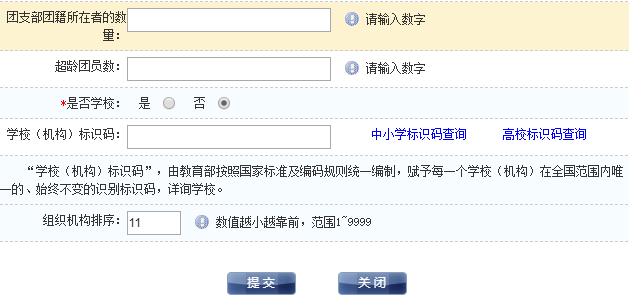 团支部团籍所在者的数
量：
请输入数字
超龄团员数：
请输入数字
*是否学校： 是 否
学校（机构）标识码：
中小学标识码查询 高校标识码查询
“学校（机构）标识码”，由教育部按照国家标准及编码规则统一编制，赋予每一个学校（机构）在全国范围内唯
一的、始终不变的识别标识码，详询学校。
组织机构排序： 11 数值越小越靠前，范围1~9999
提交 关闭